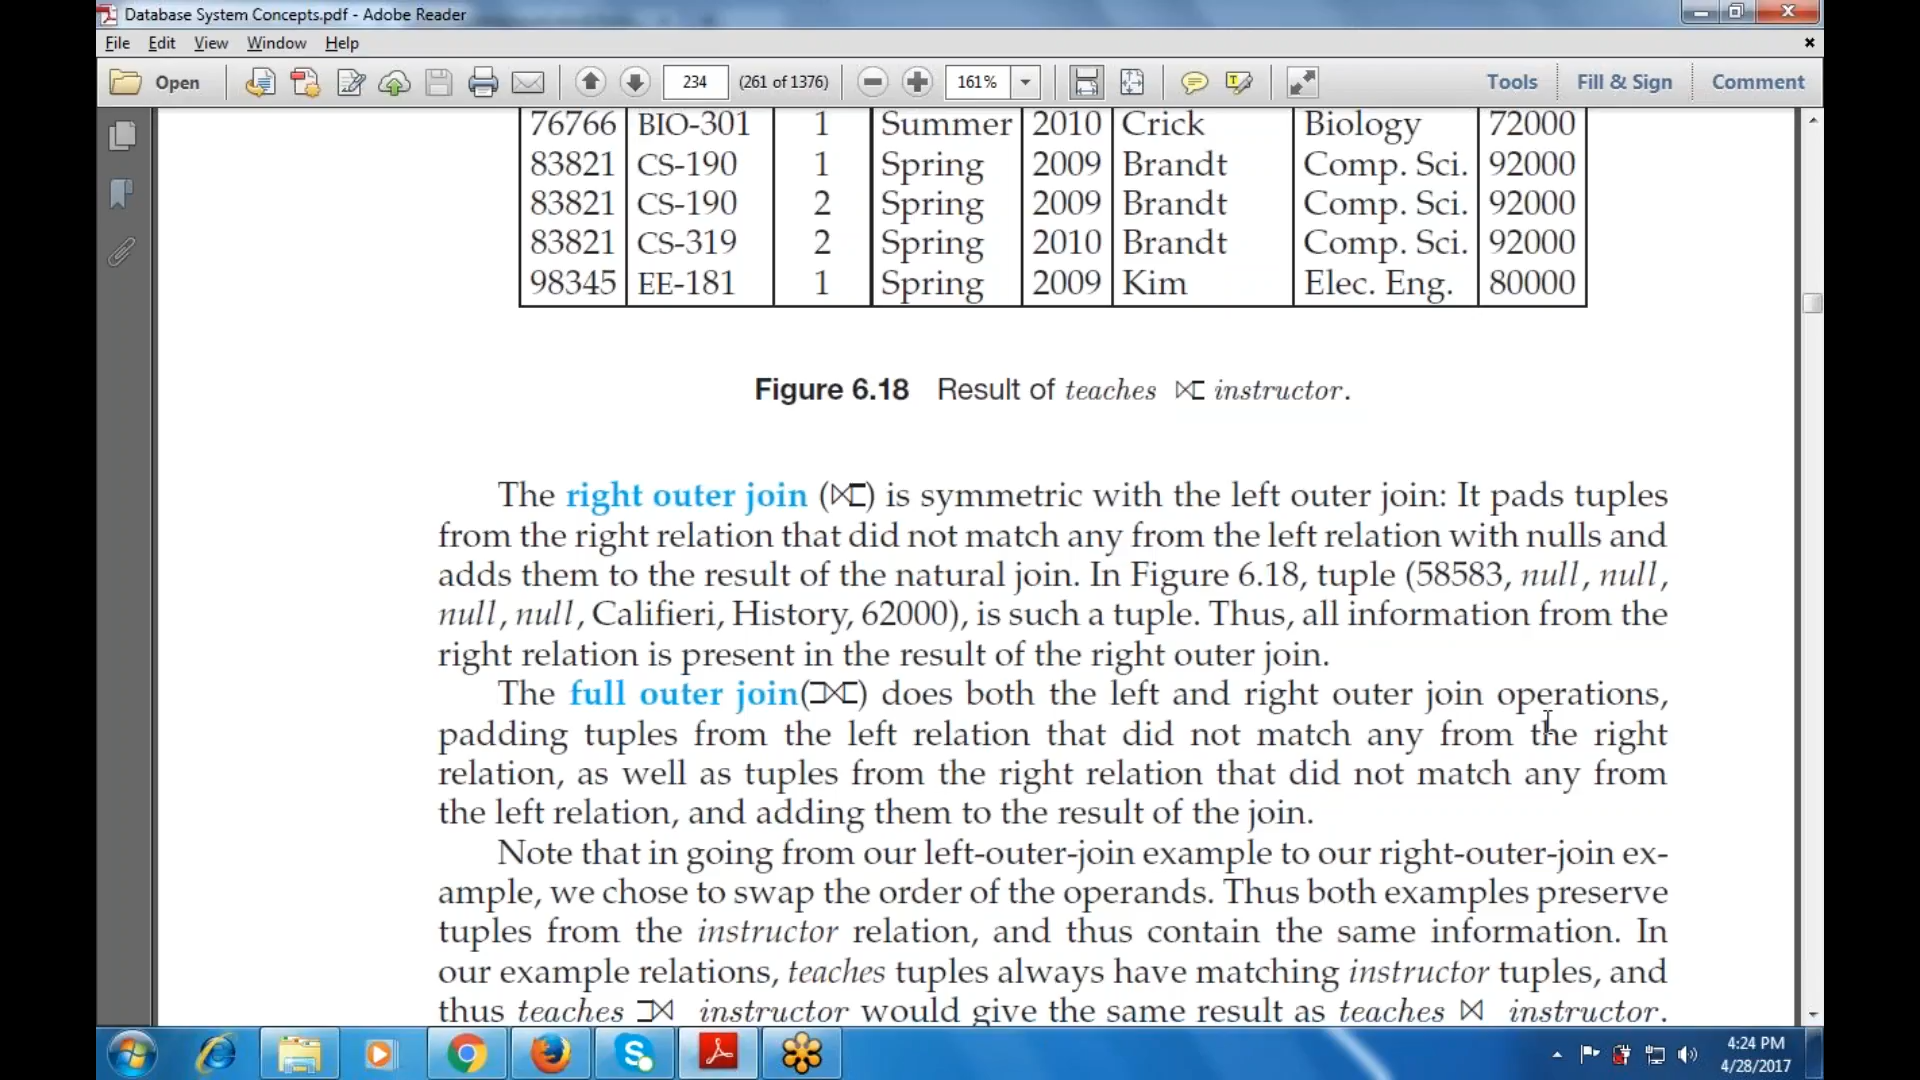 Database System Concepts.pdf - Adobe Reader
File Edit View Window Help
Open 234 (261 of 1376) 161% Tools Fill & Sign Comment
76766 BIO-301 1 Summer 2010 Crick Biology 72000
83821 CS-190 1 Spring 2009 Brandt Comp. Sci. 92000
83821 CS-190 2 Spring 2009 Brandt Comp. Sci. 92000
83821 CS-319 2 Spring 2010 Brandt Comp. Sci. 92000
98345 EE-181 1 Spring 2009 Kim Elec. Eng. 80000
Figure 6.18 Result of teaches ⟖ instructor.
The right outer join (⟖) is symmetric with the left outer join: It pads tuples
from the right relation that did not match any from the left relation with nulls and
adds them to the result of the natural join. In Figure 6.18, tuple (58583, null, null,
null, null, Califieri, History, 62000), is such a tuple. Thus, all information from the
right relation is present in the result of the right outer join.
The full outer join(⟗) does both the left and right outer join operations,
padding tuples from the left relation that did not match any from the right
relation, as well as tuples from the right relation that did not match any from
the left relation, and adding them to the result of the join.
Note that in going from our left-outer-join example to our right-outer-join ex-
ample, we chose to swap the order of the operands. Thus both examples preserve
tuples from the instructor relation, and thus contain the same information. In
our example relations, teaches tuples always have matching instructor tuples, and
thus teaches ⟕ instructor would give the same result as teaches ⋈ instructor.
4:24 PM
4/28/2017